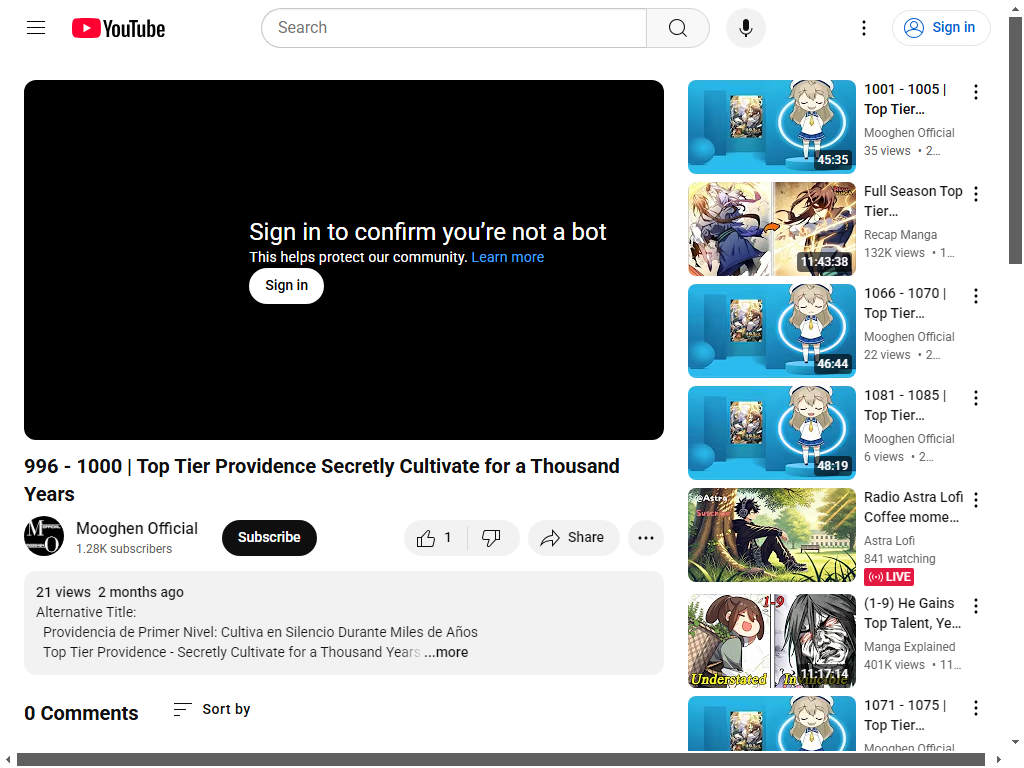 YouTube
Search
Sign in
Sign in to confirm you're not a bot
This helps protect our community. Learn more
Sign in
996 - 1000 | Top Tier Providence Secretly Cultivate for a Thousand
Years
Mooghen Official
1.28K subscribers
Subscribe
1
Share
21 views 2 months ago
Alternative Title:
Providencia de Primer Nivel: Cultiva en Silencio Durante Miles de Años
Top Tier Providence - Secretly Cultivate for a Thousand Years ...more
0 Comments
Sort by
45:35
1001 - 1005 |
Top Tier...
Mooghen Official
35 views • 2...
11:43:38
Full Season Top
Tier...
Recap Manga
132K views • 1...
46:44
1066 - 1070 |
Top Tier...
Mooghen Official
22 views • 2...
48:19
1081 - 1085 |
Top Tier...
Mooghen Official
6 views • 2...
@Astra
Radio Astra Lofi
Coffee mome...
Astra Lofi
841 watching
LIVE
1-9
Understated
Invincible
11:17:14
(1-9) He Gains
Top Talent, Ye...
Manga Explained
401K views • 11...
1071 - 1075 |
Top Tier...
Mooghen Official